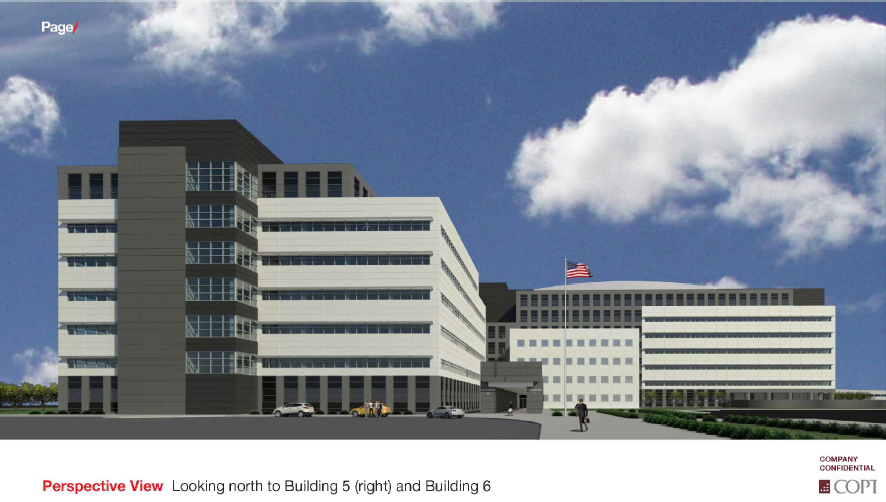 Page/
COMPANY
CONFIDENTIAL
Perspective View Looking north to Building 5 (right) and Building 6
COPT